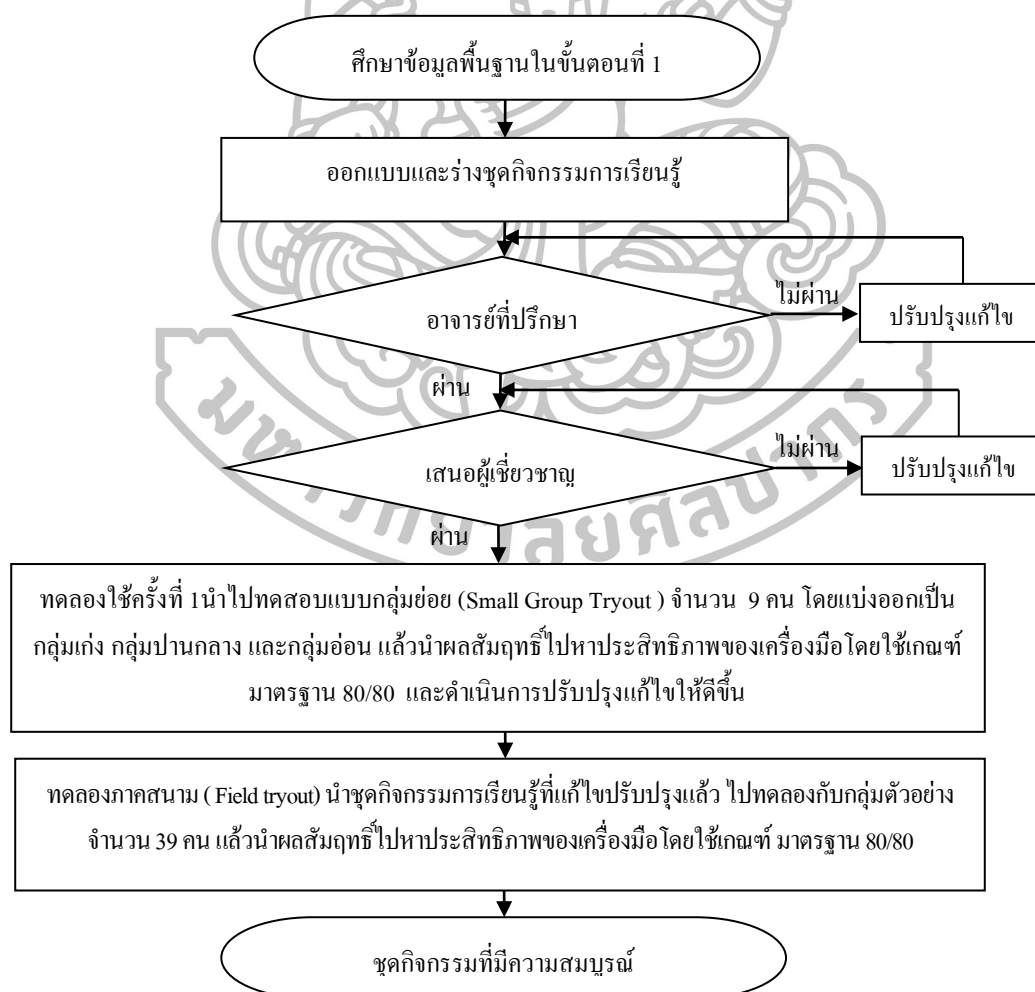 ศึกษาข้อมูลพื้นฐานในขั้นตอนที่ 1
ออกแบบและร่างชุดกิจกรรมการเรียนรู้
อาจารย์ที่ปรึกษา
ไม่ผ่าน
ปรับปรุงแก้ไข
ผ่าน
เสนอผู้เชี่ยวชาญ
ไม่ผ่าน
ปรับปรุงแก้ไข
ผ่าน
ทดลองใช้ครั้งที่ 1นำไปทดสอบแบบกลุ่มย่อย (Small Group Tryout ) จำนวน 9 คน โดยแบ่งออกเป็น
กลุ่มเก่ง กลุ่มปานกลาง และกลุ่มอ่อน แล้วนำผลสัมฤทธิ์ไปหาประสิทธิภาพของเครื่องมือโดยใช้เกณฑ์
มาตรฐาน 80/80 และดำเนินการปรับปรุงแก้ไขให้ดีขึ้น
ทดลองภาคสนาม ( Field tryout) นำชุดกิจกรรมการเรียนรู้ที่แก้ไขปรับปรุงแล้ว ไปทดลองกับกลุ่มตัวอย่าง
จำนวน 39 คน แล้วนำผลสัมฤทธิ์ไปหาประสิทธิภาพของเครื่องมือโดยใช้เกณฑ์ มาตรฐาน 80/80
ชุดกิจกรรมที่มีความสมบูรณ์